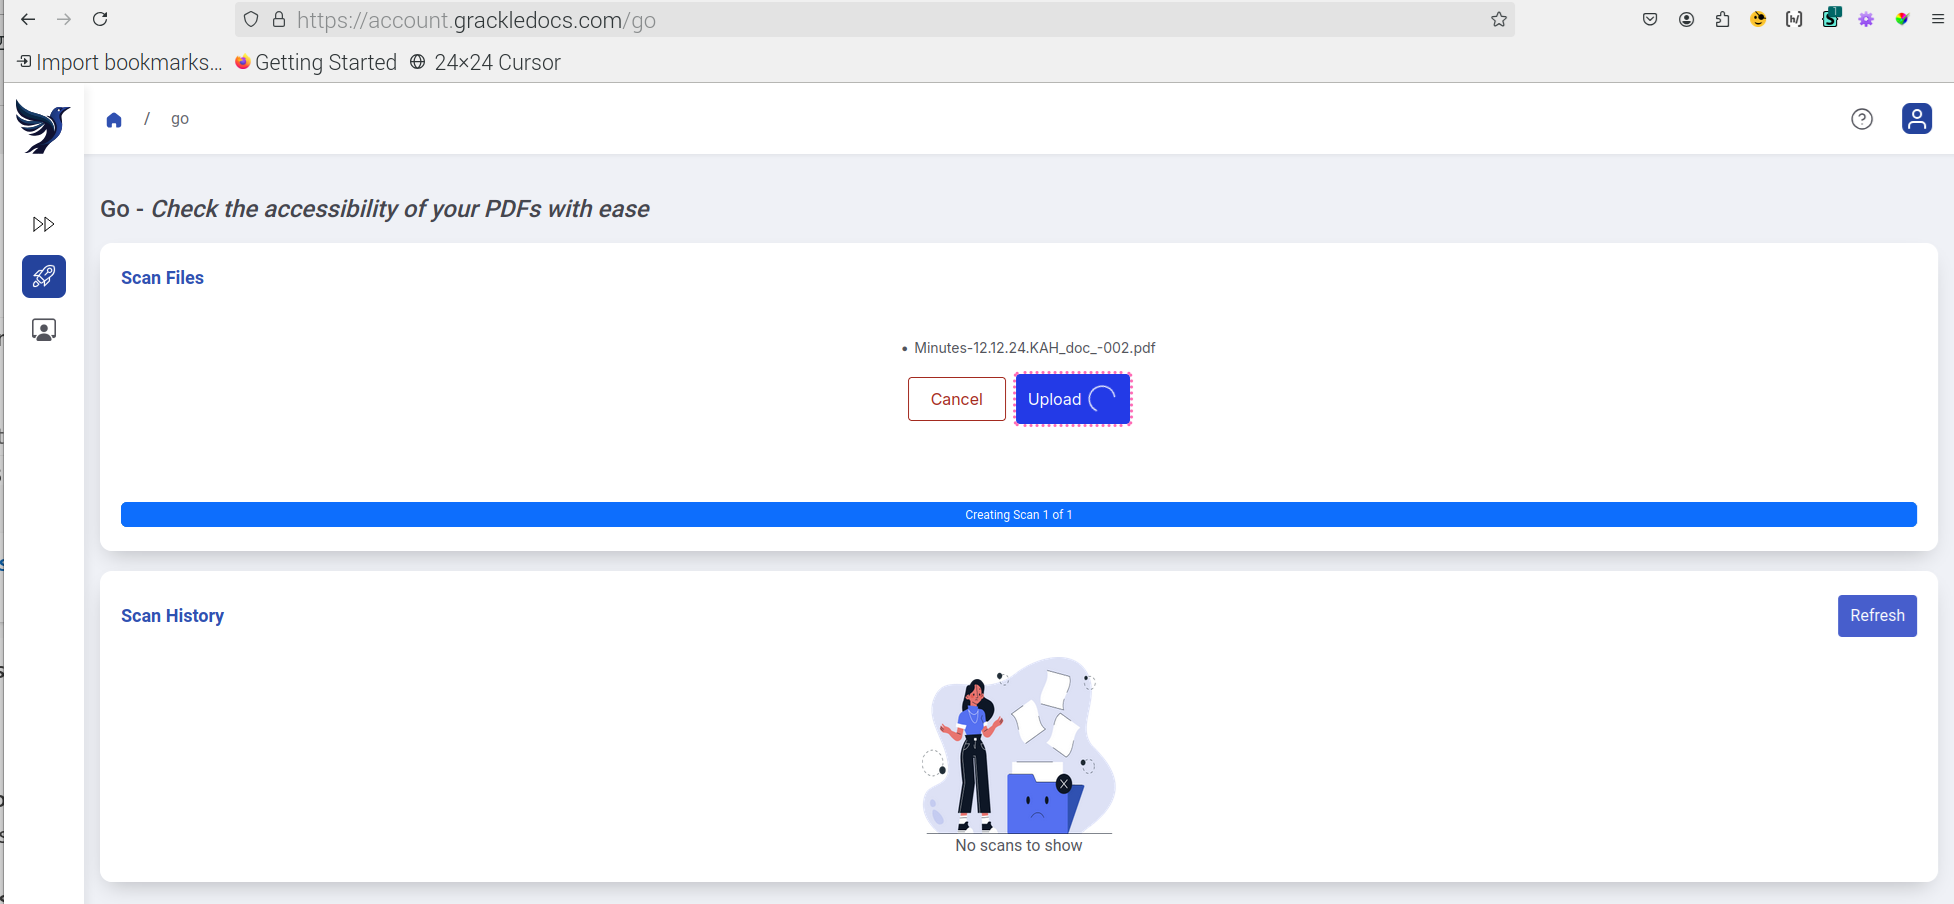 https://account.grackledocs.com/go
Import bookmarks... Getting Started 24×24 Cursor
/ go
Go - Check the accessibility of your PDFs with ease
Scan Files
• Minutes-12.12.24.KAH_doc_-002.pdf
Cancel Upload
Creating Scan 1 of 1
Scan History Refresh
No scans to show